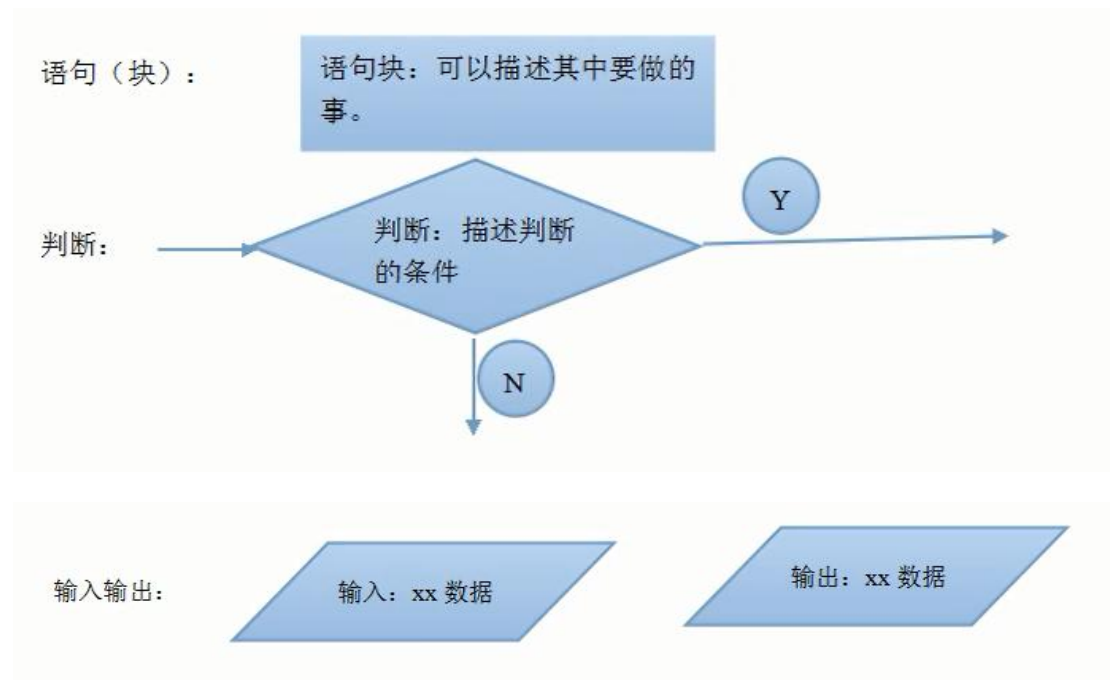 语句（块）：
语句块：可以描述其中要做的
事。
Y
判断：
判断：描述判断
的条件
N
输入输出：
输入：xx 数据
输出：xx 数据